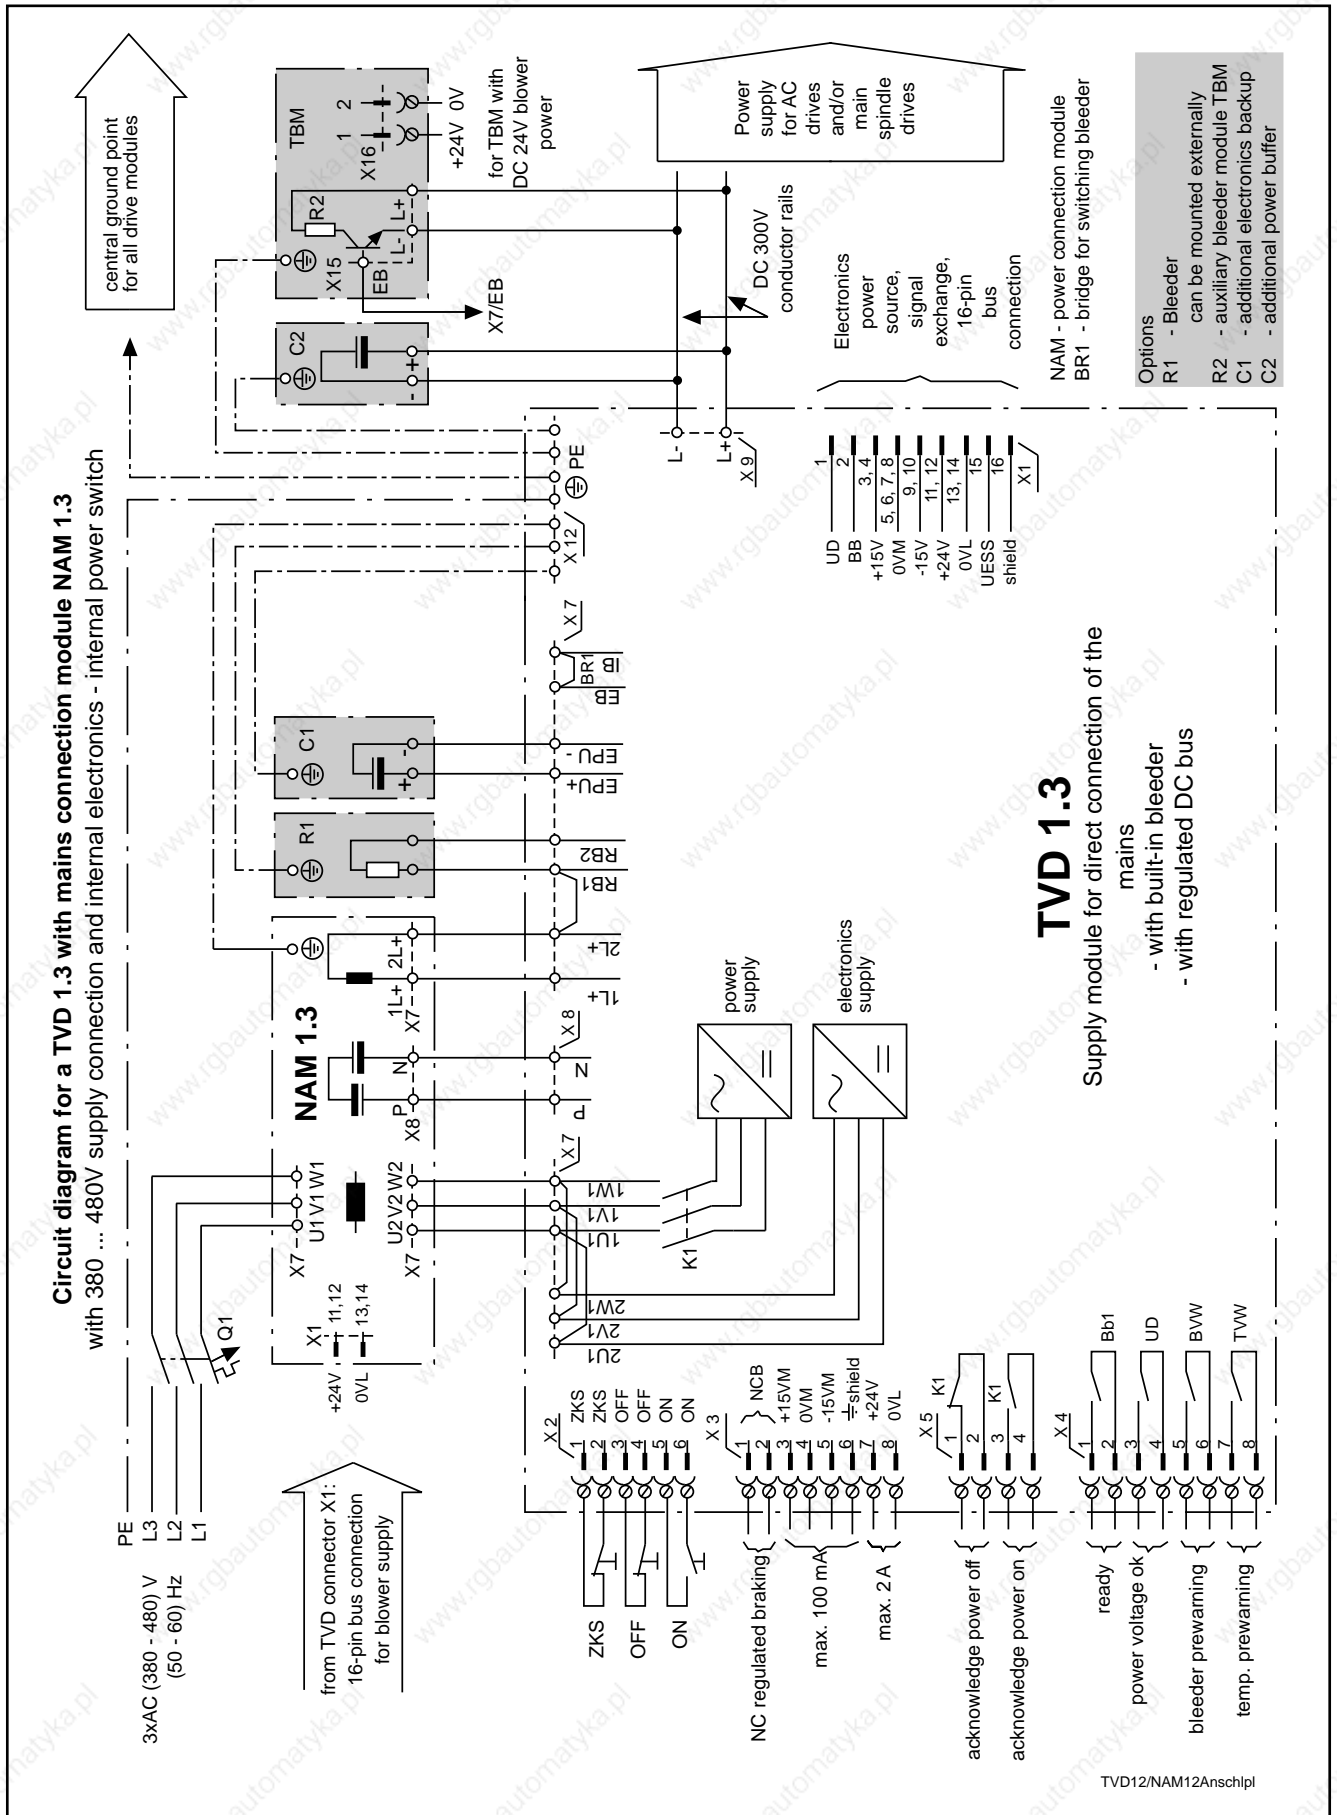 Circuit diagram for a TVD 1.3 with mains connection module NAM 1.3
with 380 ... 480V supply connection and internal electronics - internal power switch
central ground point
for all drive modules
PE
L3
L2
L1
3xAC (380 - 480) V
(50 - 60) Hz
Q1
from TVD connector X1:
16-pin bus connection
for blower supply
+24V
0VL
X1
11,12
13,14
X7
U1 V1 W1
X7
U2 V2 W2
NAM 1.3
X8
P
N
X7
1L+
2L+
R1
C1
+
-
C2
-
+
TBM
R2
X15
EB
L-
L+
X16
1
2
+24V
0V
for TBM with
DC 24V blower
power
X7/EB
Power
supply
for AC
drives
and/or
main
spindle
drives
DC 300V
conductor rails
Electronics
power
source,
signal
exchange,
16-pin
bus
connection
NAM - power connection module
BR1 - bridge for switching bleeder
Options
R1 - Bleeder
can be mounted externally
R2 - auxiliary bleeder module TBM
C1 - additional electronics backup
C2 - additional power buffer
X 12
PE
X 7
BR1
IB
EB
EPU -
EPU+
RB2
RB1
2L+
1L+
X 8
N
P
X 7
1W1
1V1
1U1
2W1
2V1
2U1
K1
power
supply
electronics
supply
L-
L+
X 9
UD
1
BB
2
+15V
3, 4
0VM
5, 6, 7, 8
-15V
9, 10
+24V
11, 12
0VL
13, 14
UESS
15
shield
16
X1
TVD 1.3
Supply module for direct connection of the
mains
- with built-in bleeder
- with regulated DC bus
X 2
1 ZKS
2 ZKS
3 OFF
4 OFF
5 ON
6 ON
ZKS
OFF
ON
X 3
1
2
NCB
3 +15VM
4 0VM
5 -15VM
6 shield
7 +24V
8 0VL
NC regulated braking
max. 100 mA
max. 2 A
X 5
1
2
3
4
K1
K1
acknowledge power off
acknowledge power on
X 4
1
2
3
4
5
6
7
8
Bb1
UD
BVW
TVW
ready
power voltage ok
bleeder prewarning
temp. prewarning
TVD12/NAM12Anschlpl
www.rgbautomatyka.pl